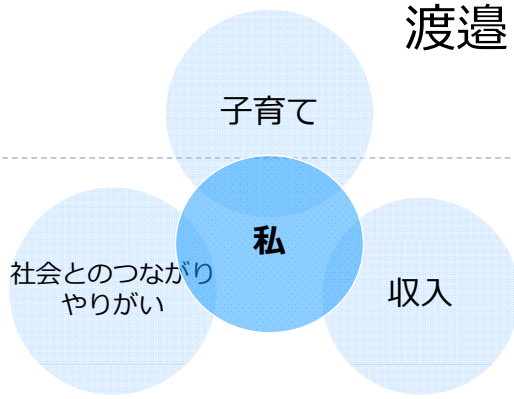 渡邉
子育て
私
社会とのつながり
やりがい
収入